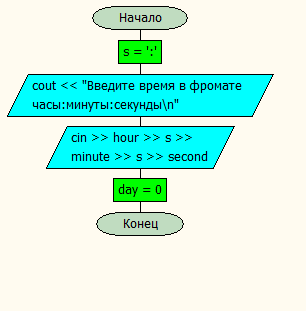 Начало
s = ':'
cout << "Введите время в фромате
часы:минуты:секунды\n"
cin >> hour >> s >>
minute >> s >> second
day = 0
Конец